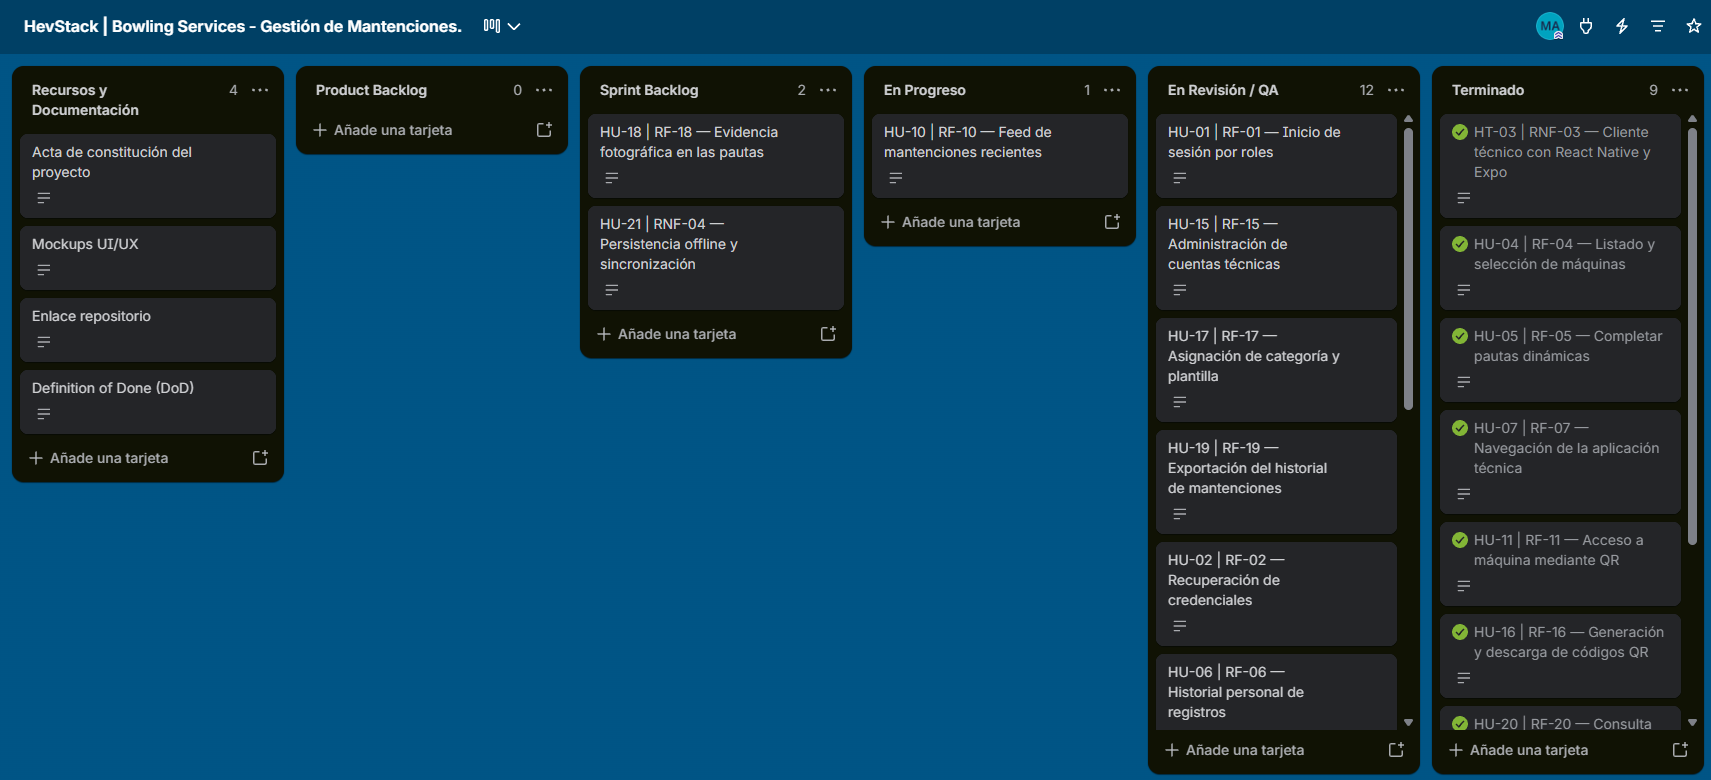 HevStack | Bowling Services - Gestión de Mantenciones.
MA
Recursos y
Documentación
4
Acta de constitución del
proyecto
Mockups UI/UX
Enlace repositorio
Definition of Done (DoD)
Añade una tarjeta
Product Backlog
0
Añade una tarjeta
Sprint Backlog
2
HU-18 | RF-18 — Evidencia
fotográfica en las pautas
HU-21 | RNF-04 —
Persistencia offline y
sincronización
Añade una tarjeta
En Progreso
1
HU-10 | RF-10 — Feed de
mantenciones recientes
Añade una tarjeta
En Revisión / QA
12
HU-01 | RF-01 — Inicio de
sesión por roles
HU-15 | RF-15 —
Administración de
cuentas técnicas
HU-17 | RF-17 —
Asignación de categoría y
plantilla
HU-19 | RF-19 —
Exportación del historial
de mantenciones
HU-02 | RF-02 —
Recuperación de
credenciales
HU-06 | RF-06 —
Historial personal de
registros
Añade una tarjeta
Terminado
9
HT-03 | RNF-03 — Cliente
técnico con React Native y
Expo
HU-04 | RF-04 — Listado y
selección de máquinas
HU-05 | RF-05 — Completar
pautas dinámicas
HU-07 | RF-07 —
Navegación de la aplicación
técnica
HU-11 | RF-11 — Acceso a
máquina mediante QR
HU-16 | RF-16 — Generación
y descarga de códigos QR
HU-20 | RF-20 — Consulta
Añade una tarjeta